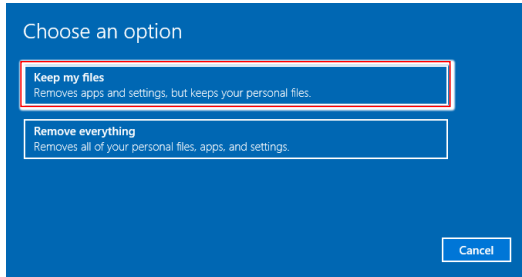 Choose an option
Keep my files
Removes apps and settings, but keeps your personal files.
Remove everything
Removes all of your personal files, apps, and settings.
Cancel